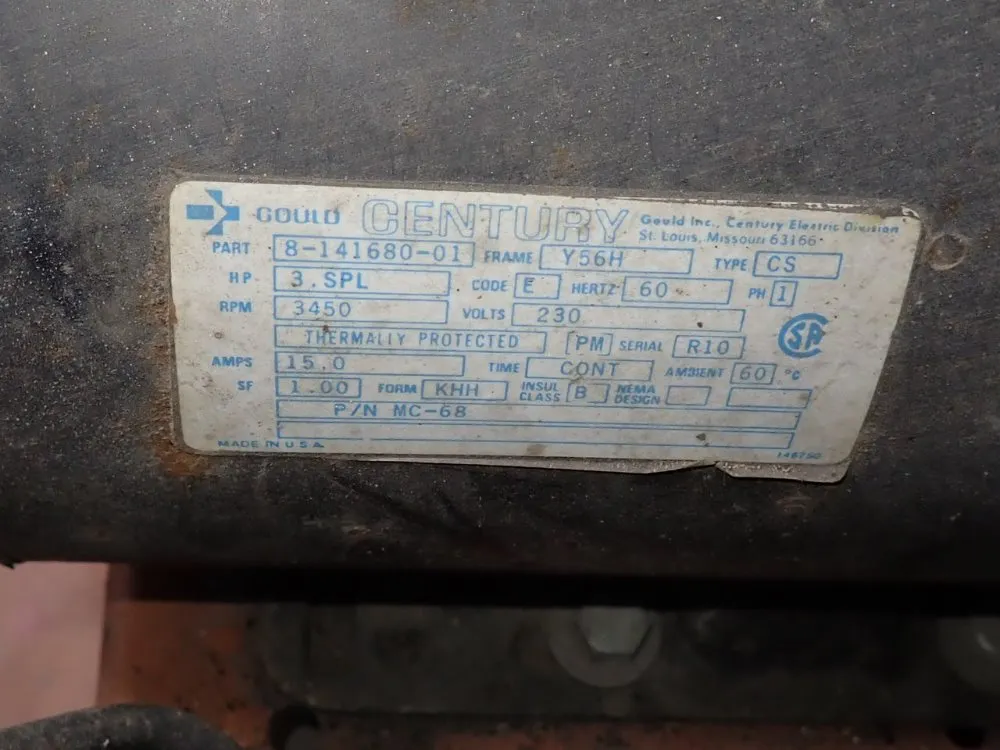 GOULD CENTURY Gould Inc., Century Electric Division
St. Louis, Missouri 63166
PART 8-141680-01 FRAME Y56H TYPE CS
HP 3.SPL CODE E HERTZ 60 PH 1
RPM 3450 VOLTS 230
THERMALLY PROTECTED PM SERIAL R10 SA
AMPS 15.0 TIME CONT AMBIENT 60 °C
SF 1.00 FORM KHH INSUL CLASS B NEMA DESIGN
P/N MC-68
MADE IN U S A 148750